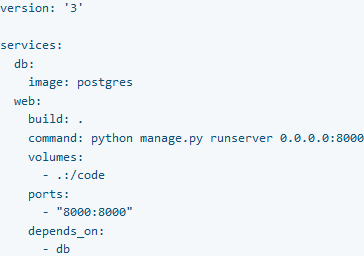 version: '3'

services:
  db:
    image: postgres
  web:
    build: .
    command: python manage.py runserver 0.0.0.0:8000
    volumes:
      - .:/code
    ports:
      - "8000:8000"
    depends_on:
      - db